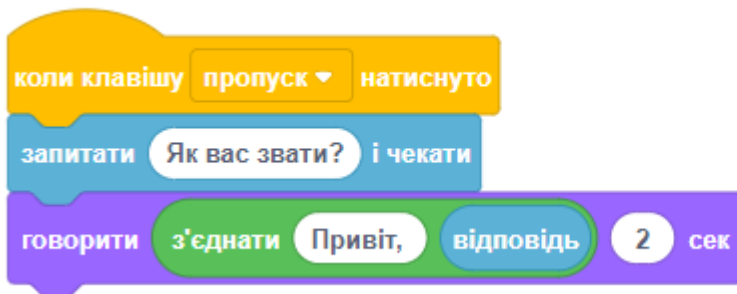 коли клавішу пропуск натиснуто
запитати Як вас звати? і чекати
говорити з'єднати Привіт, відповідь 2 сек